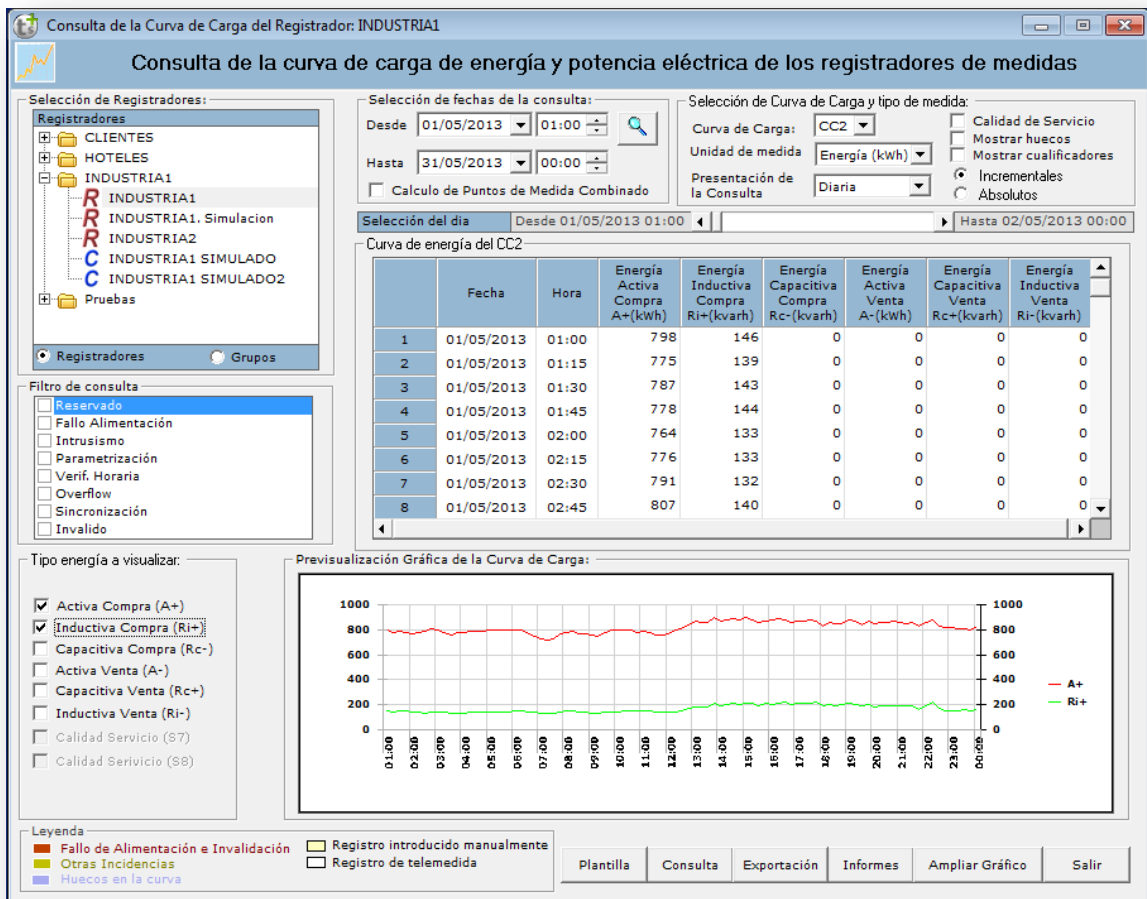 Consulta de la Curva de Carga del Registrador: INDUSTRIA1
Consulta de la curva de carga de energía y potencia eléctrica de los registradores de medidas
Selección de Registradores:
Registradores
CLIENTES
HOTELES
INDUSTRIA1
R INDUSTRIA1
R INDUSTRIA1. Simulacion
R INDUSTRIA2
C INDUSTRIA1 SIMULADO
C INDUSTRIA1 SIMULADO2
Pruebas
Registradores Grupos
Selección de fechas de la consulta:
Desde 01/05/2013 01:00
Hasta 31/05/2013 00:00
Calculo de Puntos de Medida Combinado
Selección de Curva de Carga y tipo de medida:
Curva de Carga: CC2
Unidad de medida Energía (kWh)
Presentación de la Consulta Diaria
Calidad de Servicio
Mostrar huecos
Mostrar cualificadores
Incrementales
Absolutos
Selección del dia Desde 01/05/2013 01:00 Hasta 02/05/2013 00:00
Curva de energía del CC2
Fecha Hora Energía Activa Compra A+(kWh) Energía Inductiva Compra Ri+(kvarh) Energía Capacitiva Compra Rc-(kvarh) Energía Activa Venta A-(kWh) Energía Capacitiva Venta Rc+(kvarh) Energía Inductiva Venta Ri-(kvarh)
1 01/05/2013 01:00 798 146 0 0 0 0
2 01/05/2013 01:15 775 139 0 0 0 0
3 01/05/2013 01:30 787 143 0 0 0 0
4 01/05/2013 01:45 778 144 0 0 0 0
5 01/05/2013 02:00 764 133 0 0 0 0
6 01/05/2013 02:15 776 133 0 0 0 0
7 01/05/2013 02:30 791 132 0 0 0 0
8 01/05/2013 02:45 807 140 0 0 0 0
Filtro de consulta
Reservado
Fallo Alimentación
Intrusismo
Parametrización
Verif. Horaria
Overflow
Sincronización
Invalido
Tipo energía a visualizar:
Activa Compra (A+)
Inductiva Compra (Ri+)
Capacitiva Compra (Rc-)
Activa Venta (A-)
Capacitiva Venta (Rc+)
Inductiva Venta (Ri-)
Calidad Servicio (S7)
Calidad Serivicio (S8)
Previsualización Gráfica de la Curva de Carga:
1000 1000
800 800
600 600
400 400
200 200
0 0
A+
Ri+
01:00 02:00 03:00 04:00 05:00 06:00 07:00 08:00 09:00 10:00 11:00 12:00 13:00 14:00 15:00 16:00 17:00 18:00 19:00 20:00 21:00 22:00 23:00 00:00
Leyenda
Fallo de Alimentación e Invalidación
Otras Incidencias
Huecos en la curva
Registro introducido manualmente
Registro de telemedida
Plantilla Consulta Exportación Informes Ampliar Gráfico Salir